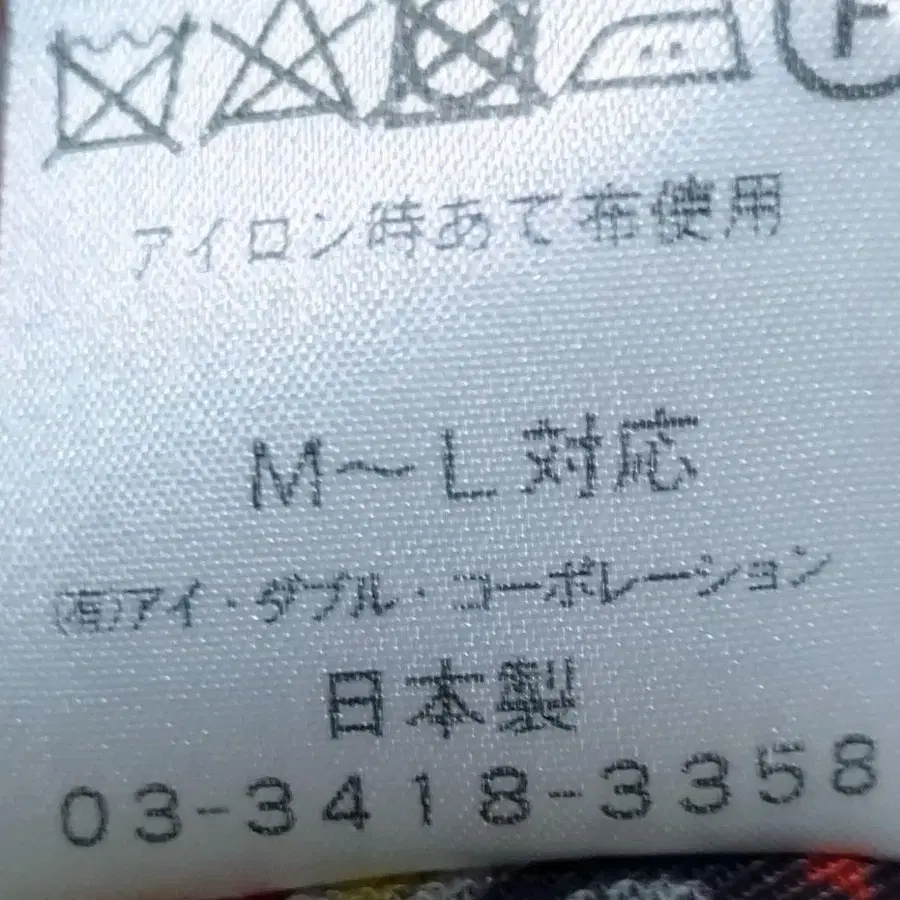 F
アイロン時あて布使用
M～L対応
(有)アイ・ダブル・コーポレーション
日本製
03-3418-3358